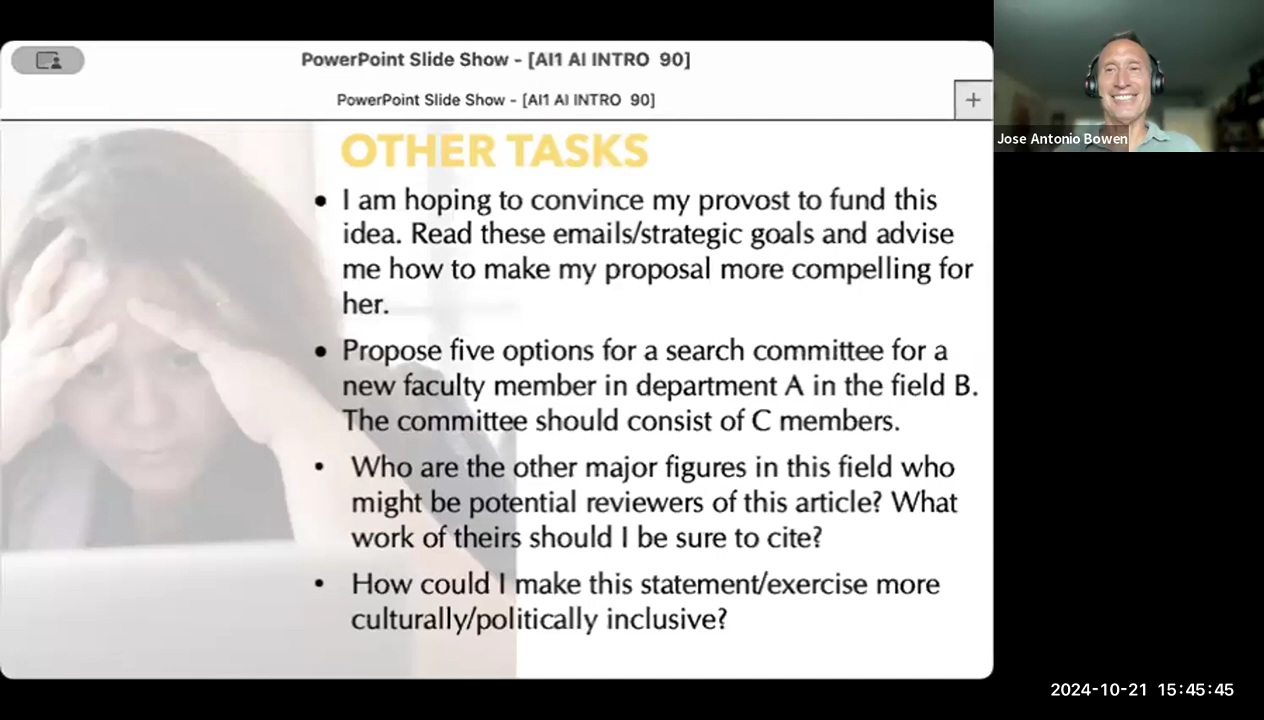 PowerPoint Slide Show - [AI1 AI INTRO  90]
PowerPoint Slide Show - [AI1 AI INTRO  90]
+
Jose Antonio Bowen
OTHER TASKS
• I am hoping to convince my provost to fund this
idea. Read these emails/strategic goals and advise
me how to make my proposal more compelling for
her.
• Propose five options for a search committee for a
new faculty member in department A in the field B.
The committee should consist of C members.
• Who are the other major figures in this field who
might be potential reviewers of this article? What
work of theirs should I be sure to cite?
• How could I make this statement/exercise more
culturally/politically inclusive?
2024-10-21 15:45:45